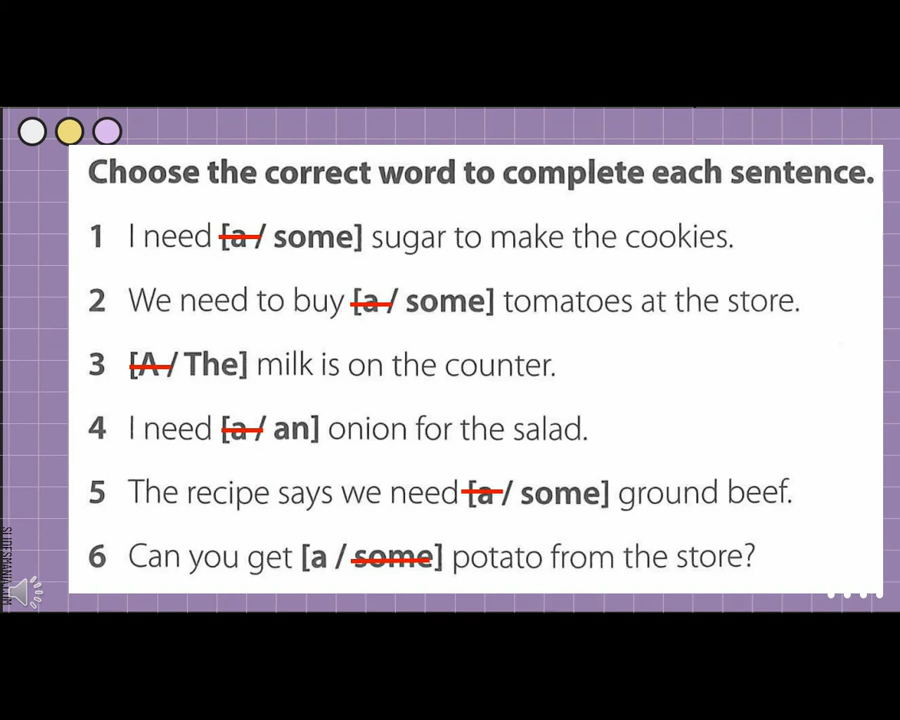 Choose the correct word to complete each sentence.
1 I need [a / some] sugar to make the cookies.
2 We need to buy [a / some] tomatoes at the store.
3 [A / The] milk is on the counter.
4 I need [a / an] onion for the salad.
5 The recipe says we need [a / some] ground beef.
6 Can you get [a / some] potato from the store?
SLIDESMANIA.COM